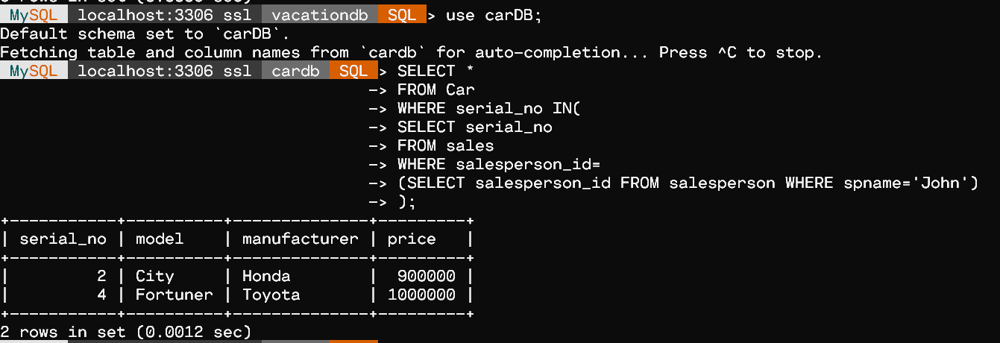 MySQL localhost:3306 ssl vacationdb SQL > use carDB;
Default schema set to `carDB`.
Fetching table and column names from `cardb` for auto-completion... Press ^C to stop.
MySQL localhost:3306 ssl cardb SQL > SELECT *
-> FROM Car
-> WHERE serial_no IN(
-> SELECT serial_no
-> FROM sales
-> WHERE salesperson_id=
-> (SELECT salesperson_id FROM salesperson WHERE spname='John')
-> );
+-----------+----------+--------------+---------+
| serial_no | model    | manufacturer | price   |
+-----------+----------+--------------+---------+
|         2 | City     | Honda        |  900000 |
|         4 | Fortuner | Toyota       | 1000000 |
+-----------+----------+--------------+---------+
2 rows in set (0.0012 sec)